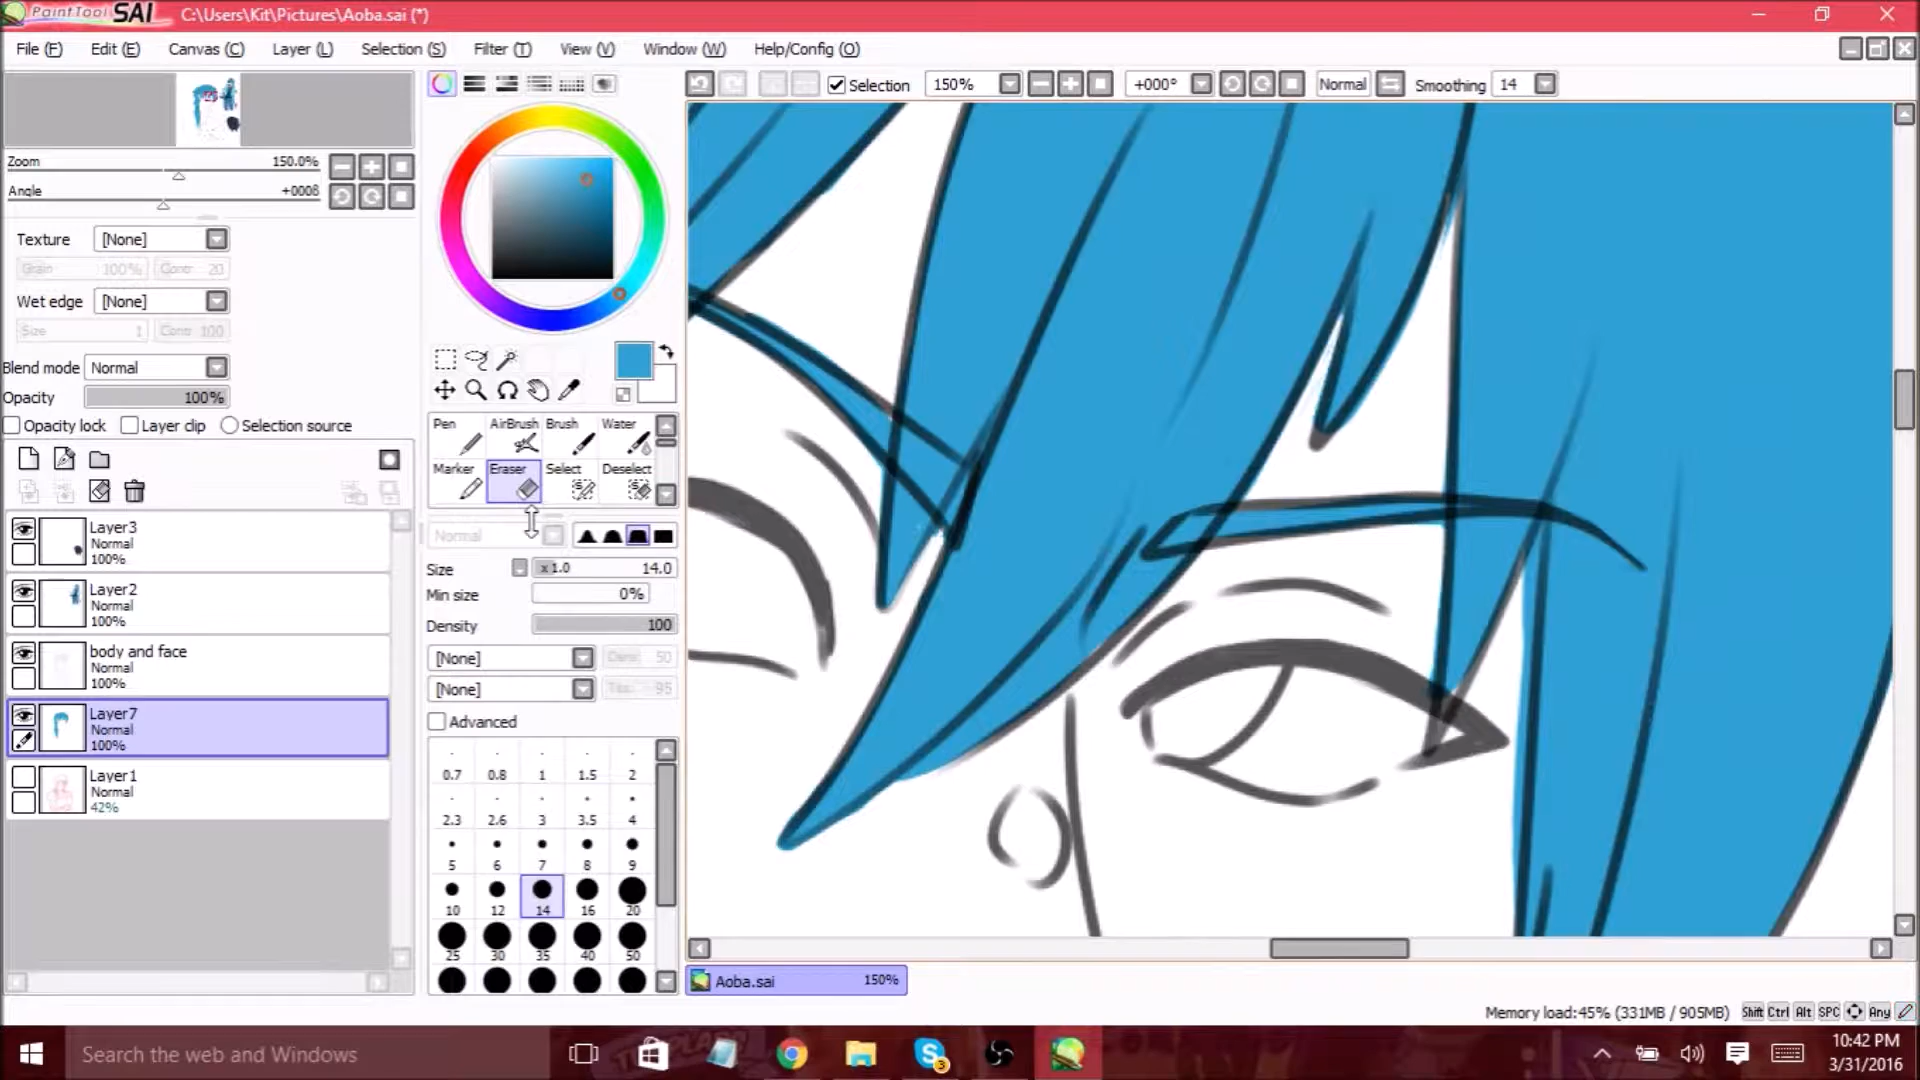 PaintTool SAI C:\Users\Kit\Pictures\Aoba.sai (*)
File (F) Edit (E) Canvas (C) Layer (L) Selection (S) Filter (T) View (V) Window (W) Help/Config (O)
Selection 150% +000° Normal Smoothing 14
Zoom 150.0%
Angle +000ß
Texture [None]
Grain 100% Contr 20
Wet edge [None]
Size 1 Contr 100
Blend mode Normal
Opacity 100%
Opacity lock Layer clip Selection source
Layer3
Normal
100%
Layer2
Normal
100%
body and face
Normal
100%
Layer7
Normal
100%
Layer1
Normal
42%
Pen AirBrush Brush Water
Marker Eraser Select Deselect
Normal
Size x1.0 14.0
Min size 0%
Density 100
[None] 50
[None] 95
Advanced
0.7 0.8 1 1.5 2
2.3 2.6 3 3.5 4
5 6 7 8 9
10 12 14 16 20
25 30 35 40 50
Aoba.sai 150%
Memory load:45% (331MB / 905MB) Shift Ctrl Alt SPC Any
Search the web and Windows
3
10:42 PM
3/31/2016